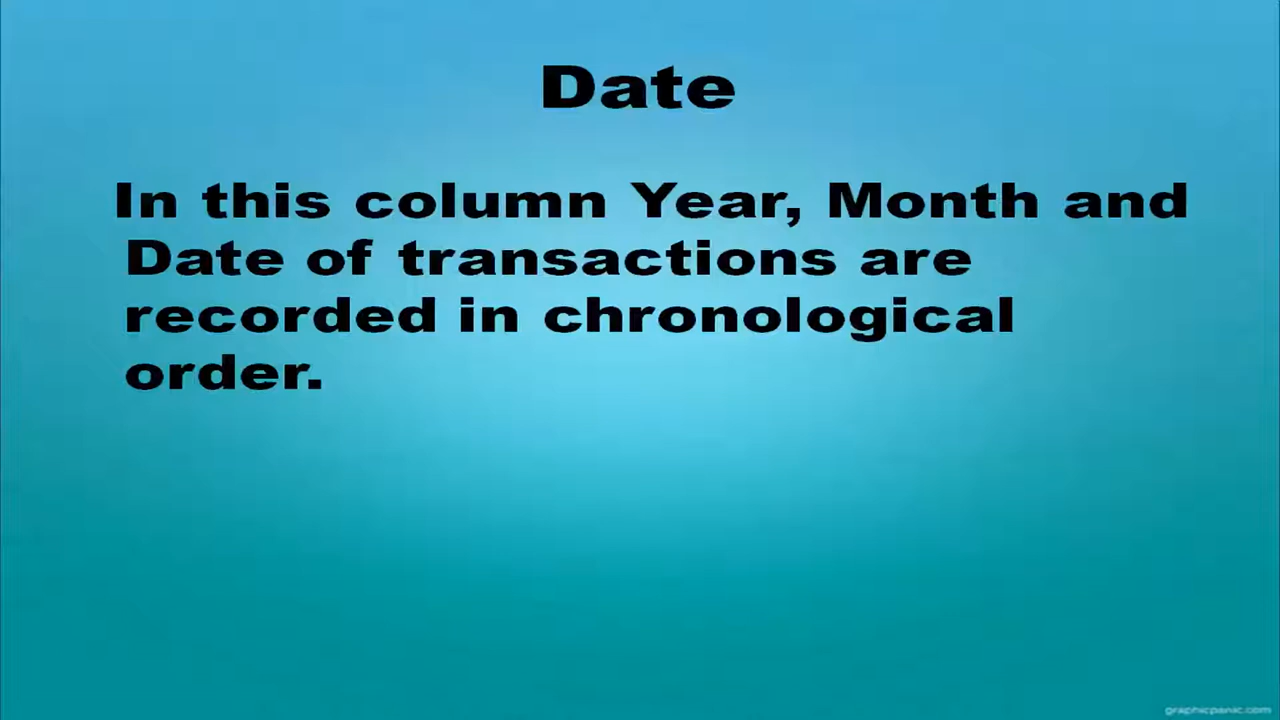 Date
In this column Year, Month and
Date of transactions are
recorded in chronological
order.
graphicpanic.com